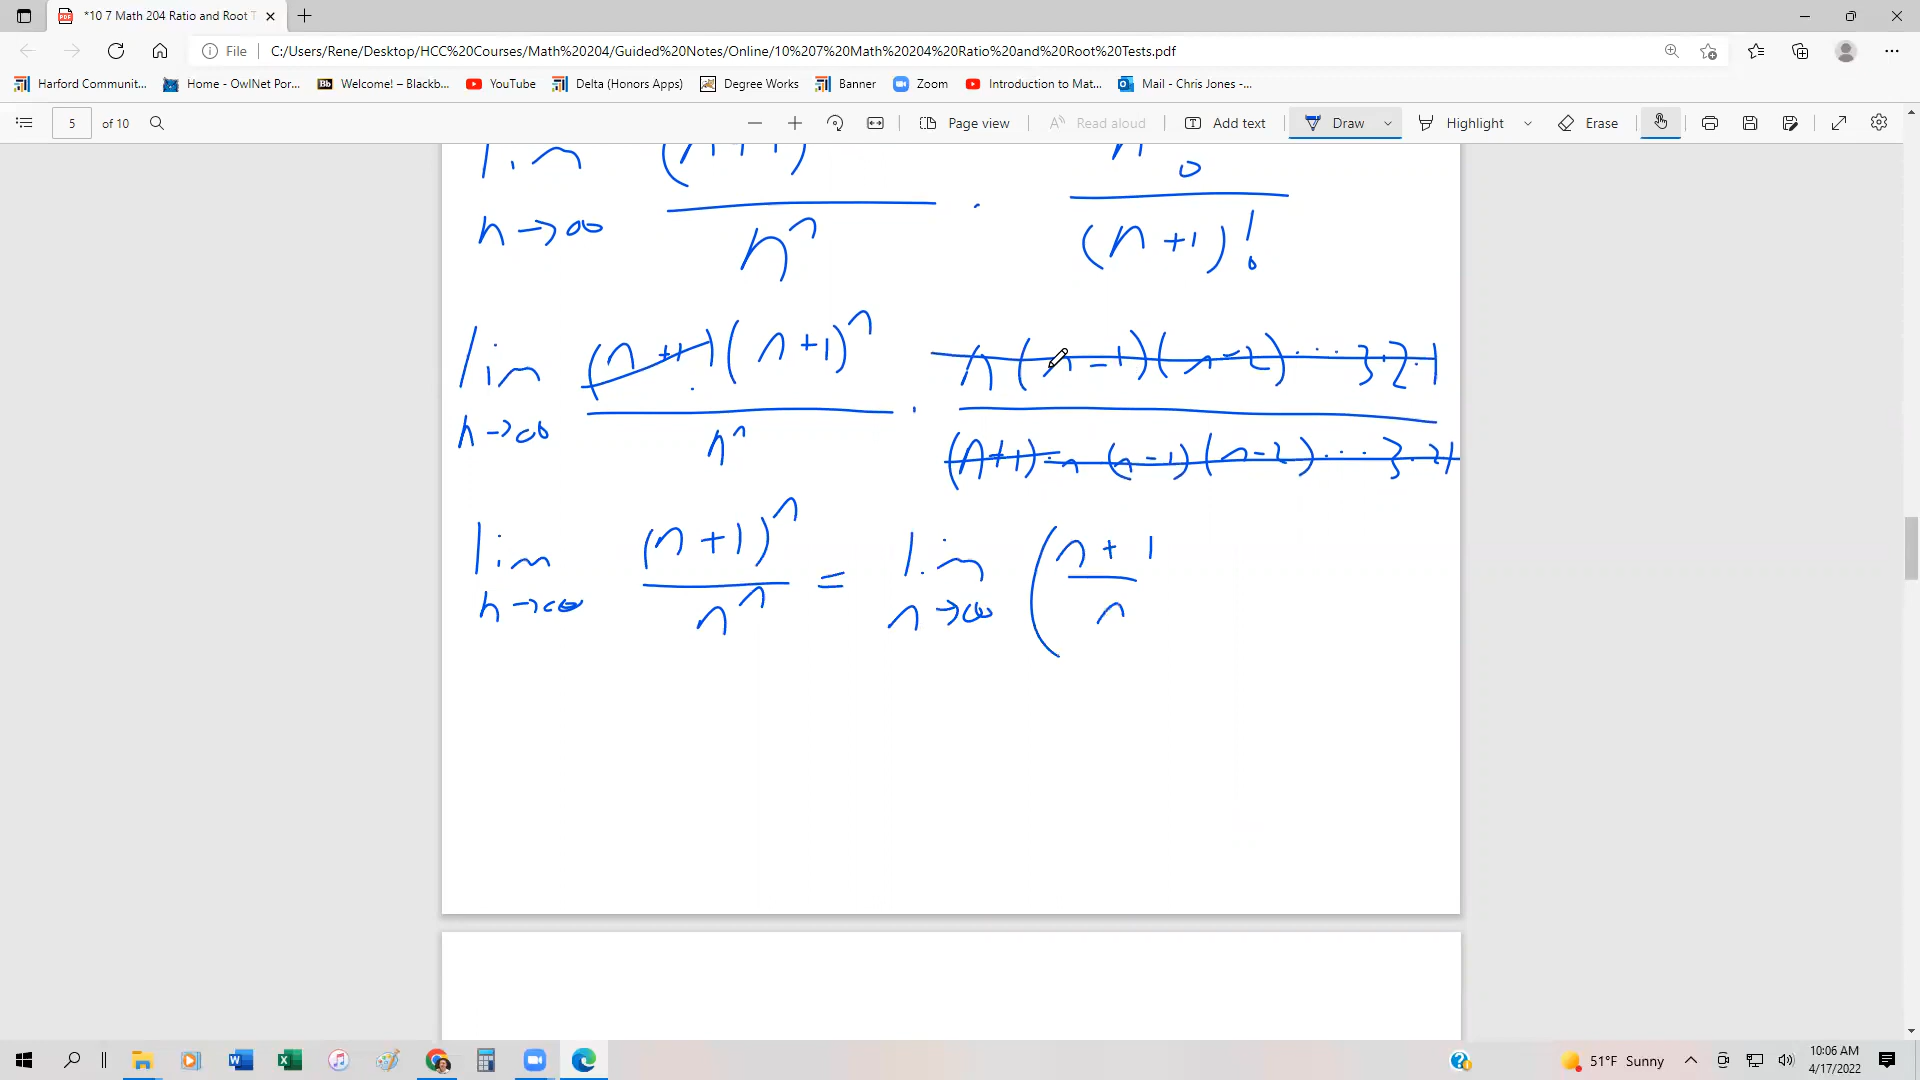 *10 7 Math 204 Ratio and Root T
File C:/Users/Rene/Desktop/HCC%20Courses/Math%20204/Guided%20Notes/Online/10%207%20Math%20204%20Ratio%20and%20Root%20Tests.pdf
Harford Communit... Home - OwlNet Por... Bb Welcome! – Blackb... YouTube Delta (Honors Apps) Degree Works Banner Zoom Introduction to Mat... Mail - Chris Jones -...
5 of 10 Page view Read aloud Add text Draw Highlight Erase
lim n→∞ (n+1) / n^n · / (n+1)!
lim n→∞ (n+1)(n+1)^n / n^n · n(n-1)(n-2)···3·2·1 / (n+1)·n(n-1)(n-2)···3·2·1
lim n→∞ (n+1)^n / n^n = lim n→∞ (n+1 / n
51°F Sunny
10:06 AM
4/17/2022